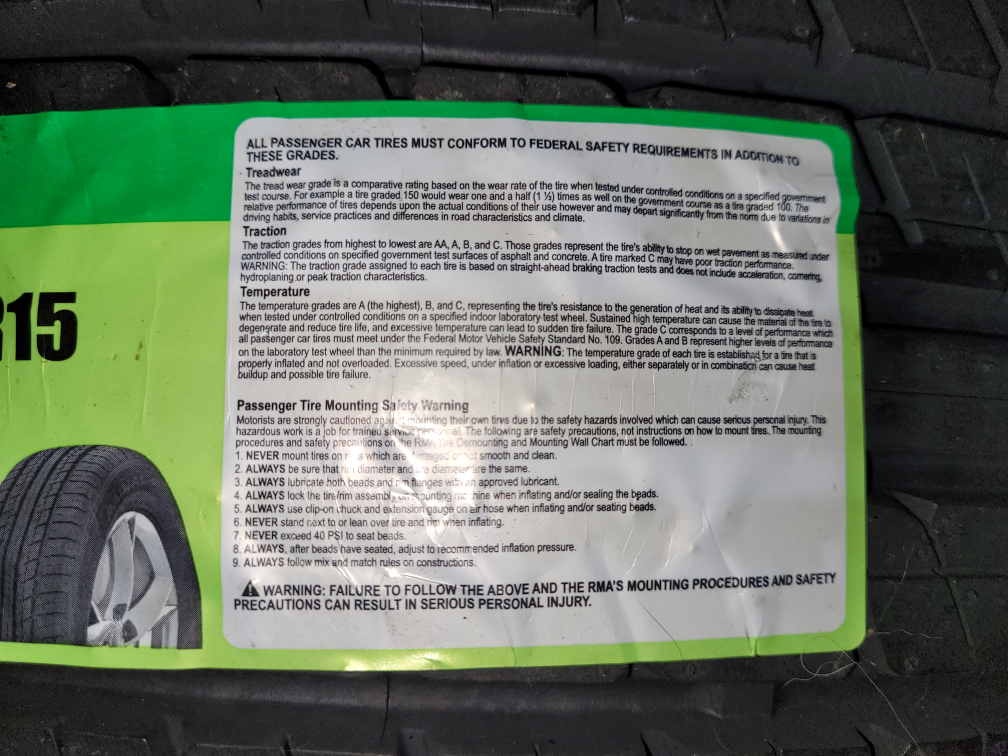 ALL PASSENGER CAR TIRES MUST CONFORM TO FEDERAL SAFETY REQUIREMENTS IN ADDITION TO
THESE GRADES.
Treadwear
The tread wear grade is a comparative rating based on the wear rate of the tire when tested under controlled conditions on a specified government
test course. For example a tire graded 150 would wear one and a half (1 ½) times as well on the government course as a tire graded 100. The
relative performance of tires depends upon the actual conditions of their use however and may depart significantly from the norm due to variations in
driving habits, service practices and differences in road characteristics and climate.
Traction
The traction grades from highest to lowest are AA, A, B, and C. Those grades represent the tire's ability to stop on wet pavement as measured under
controlled conditions on specified government test surfaces of asphalt and concrete. A tire marked C may have poor traction performance.
WARNING: The traction grade assigned to each tire is based on straight-ahead braking traction tests and does not include acceleration, cornering,
hydroplaning or peak traction characteristics.
Temperature
The temperature grades are A (the highest), B, and C, representing the tire's resistance to the generation of heat and its ability to dissipate heat
when tested under controlled conditions on a specified indoor laboratory test wheel. Sustained high temperature can cause the material of the tire to
degenerate and reduce tire life, and excessive temperature can lead to sudden tire failure. The grade C corresponds to a level of performance which
all passenger car tires must meet under the Federal Motor Vehicle Safety Standard No. 109. Grades A and B represent higher levels of performance
on the laboratory test wheel than the minimum required by law. WARNING: The temperature grade of each tire is established for a tire that is
properly inflated and not overloaded. Excessive speed, under inflation or excessive loading, either separately or in combination can cause heat
buildup and possible tire failure.
R15
Passenger Tire Mounting Safety Warning
Motorists are strongly cautioned against mounting their own tires due to the safety hazards involved which can cause serious personal injury. This
hazardous work is a job for trained service personnel. The following are safety precautions, not instructions on how to mount tires. The mounting
procedures and safety precautions on the RMA Tire Demounting and Mounting Wall Chart must be followed.
1. NEVER mount tires on rims which are damaged or not smooth and clean.
2. ALWAYS be sure that rim diameter and tire diameter are the same.
3. ALWAYS lubricate both beads and rim flanges with an approved lubricant.
4. ALWAYS lock the tire/rim assembly on mounting machine when inflating and/or sealing the beads.
5. ALWAYS use clip-on chuck and extension gauge on air hose when inflating and/or seating beads.
6. NEVER stand next to or lean over tire and rim when inflating.
7. NEVER exceed 40 PSI to seat beads.
8. ALWAYS, after beads have seated, adjust to recommended inflation pressure.
9. ALWAYS follow mix and match rules on constructions.
WARNING: FAILURE TO FOLLOW THE ABOVE AND THE RMA'S MOUNTING PROCEDURES AND SAFETY
PRECAUTIONS CAN RESULT IN SERIOUS PERSONAL INJURY.